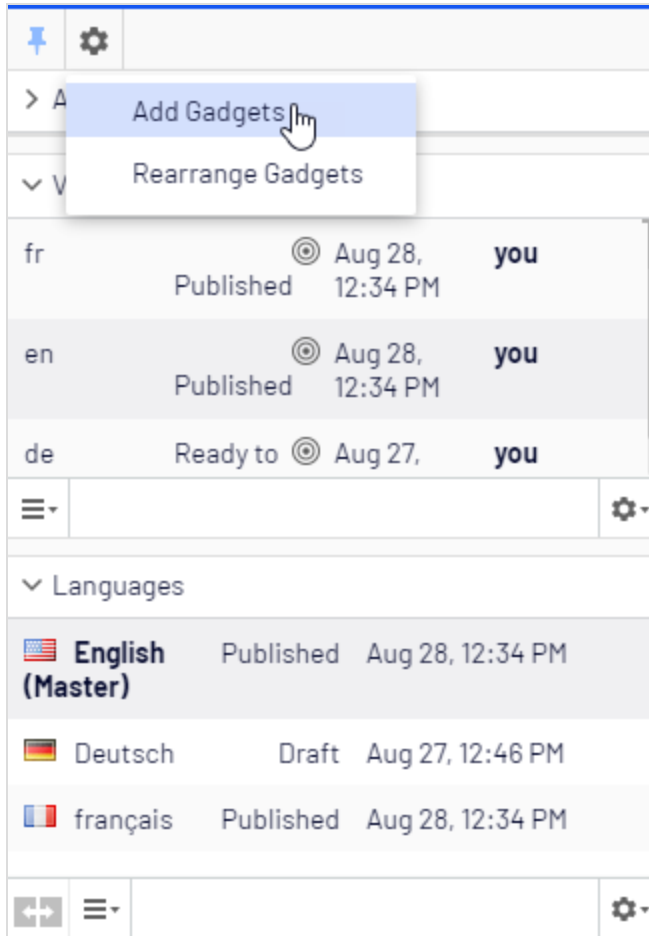 A
Add Gadgets
Rearrange Gadgets
V
fr Published Aug 28, 12:34 PM you
en Published Aug 28, 12:34 PM you
de Ready to Aug 27, you
Languages
English (Master) Published Aug 28, 12:34 PM
Deutsch Draft Aug 27, 12:46 PM
français Published Aug 28, 12:34 PM